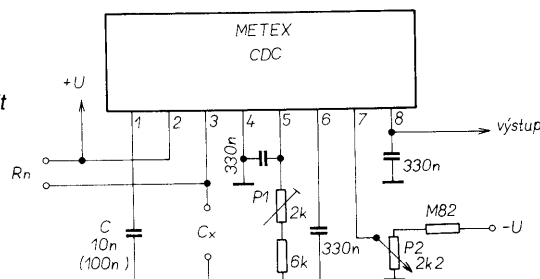 METEX
CDC
+U
t
1 2 3 4 5 6 7 8
výstup
330n
330n
Rn
P1
2k
M82
-U
C
10n
(100n)
Cx
6k
330n
P2
2k2